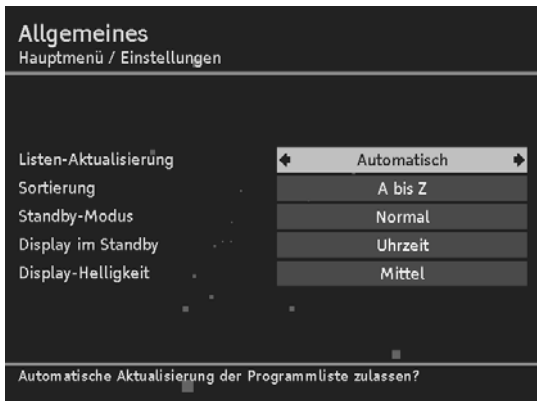 Allgemeines
Hauptmenü / Einstellungen
Listen-Aktualisierung Automatisch
Sortierung A bis Z
Standby-Modus Normal
Display im Standby Uhrzeit
Display-Helligkeit Mittel
Automatische Aktualisierung der Programmliste zulassen?